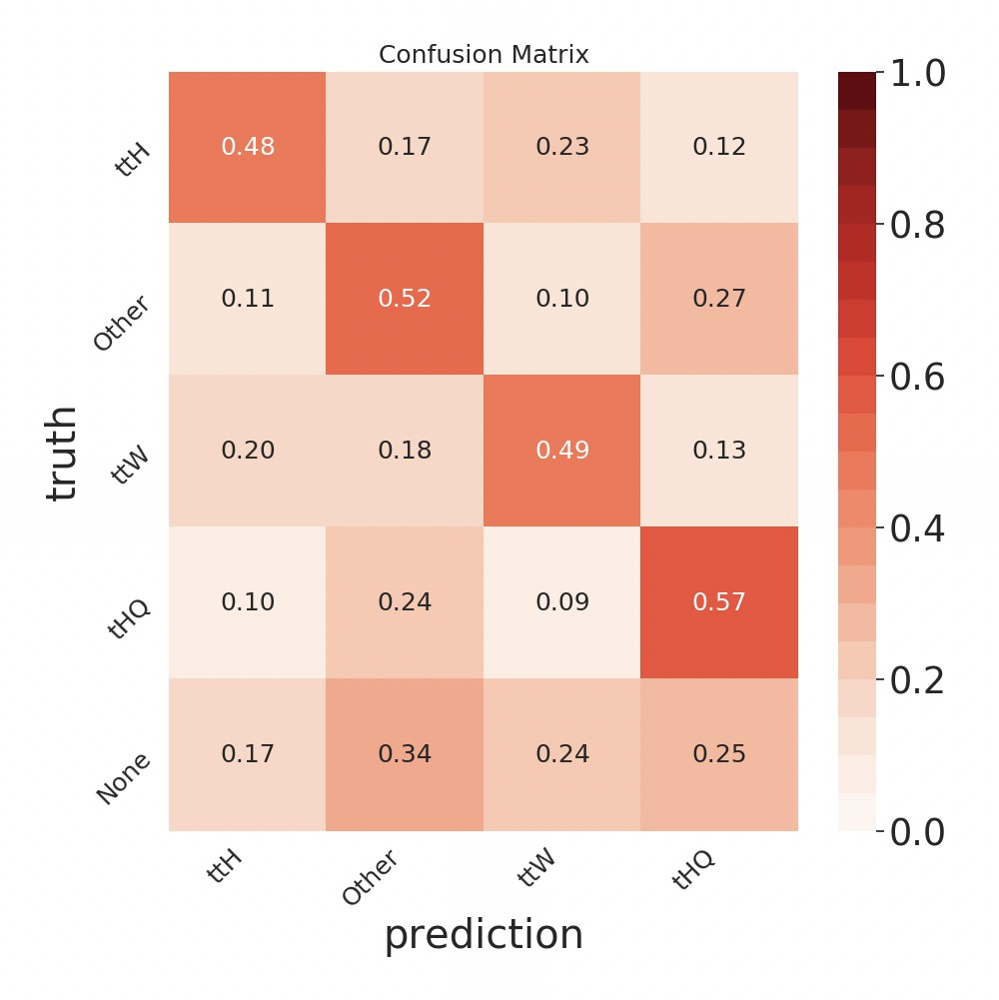 Confusion Matrix
ttH 0.48 0.17 0.23 0.12
Other 0.11 0.52 0.10 0.27
ttW 0.20 0.18 0.49 0.13
tHQ 0.10 0.24 0.09 0.57
None 0.17 0.34 0.24 0.25
truth
ttH Other ttW tHQ
prediction
1.0
0.8
0.6
0.4
0.2
0.0